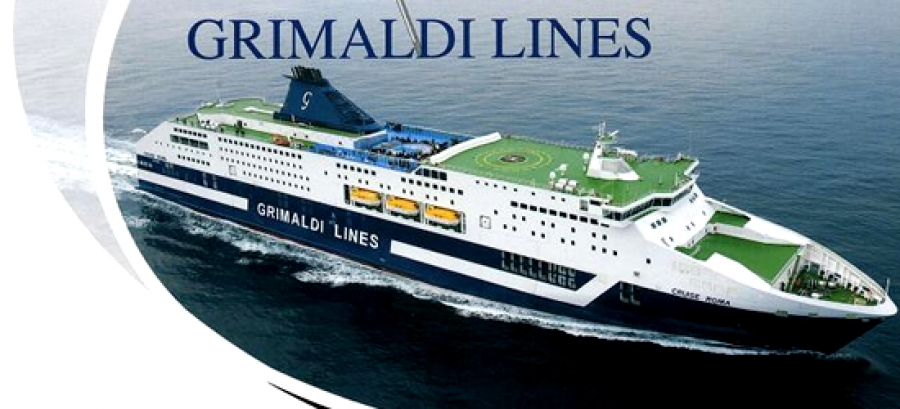 GRIMALDI LINES
G
GRIMALDI LINES
CRUISE ROMA